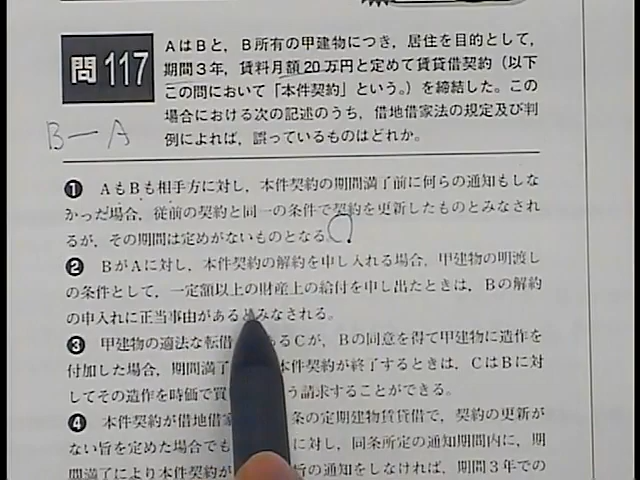 問117
AはBと，B所有の甲建物につき，居住を目的として，
期間3年，賃料月額20万円と定めて賃貸借契約（以下
この問において「本件契約」という。）を締結した。この
場合における次の記述のうち，借地借家法の規定及び判
例によれば，誤っているものはどれか。
B－A
❶ AもBも相手方に対し，本件契約の期間満了前に何らの通知もしな
かった場合，従前の契約と同一の条件で契約を更新したものとみなされ
るが，その期間は定めがないものとなる。
❷ BがAに対し，本件契約の解約を申し入れる場合，甲建物の明渡し
の条件として，一定額以上の財産上の給付を申し出たときは，Bの解約
の申入れに正当事由があるとみなされる。
❸ 甲建物の適法な転借 るCが，Bの同意を得て甲建物に造作を
付加した場合，期間満了 本件契約が終了するときは，CはBに対
してその造作を時価で買 う請求することができる。
❹ 本件契約が借地借家 条の定期建物賃貸借で，契約の更新が
ない旨を定めた場合でも に対し，同条所定の通知期間内に，期
間満了により本件契約が 旨の通知をしなければ，期間3年での